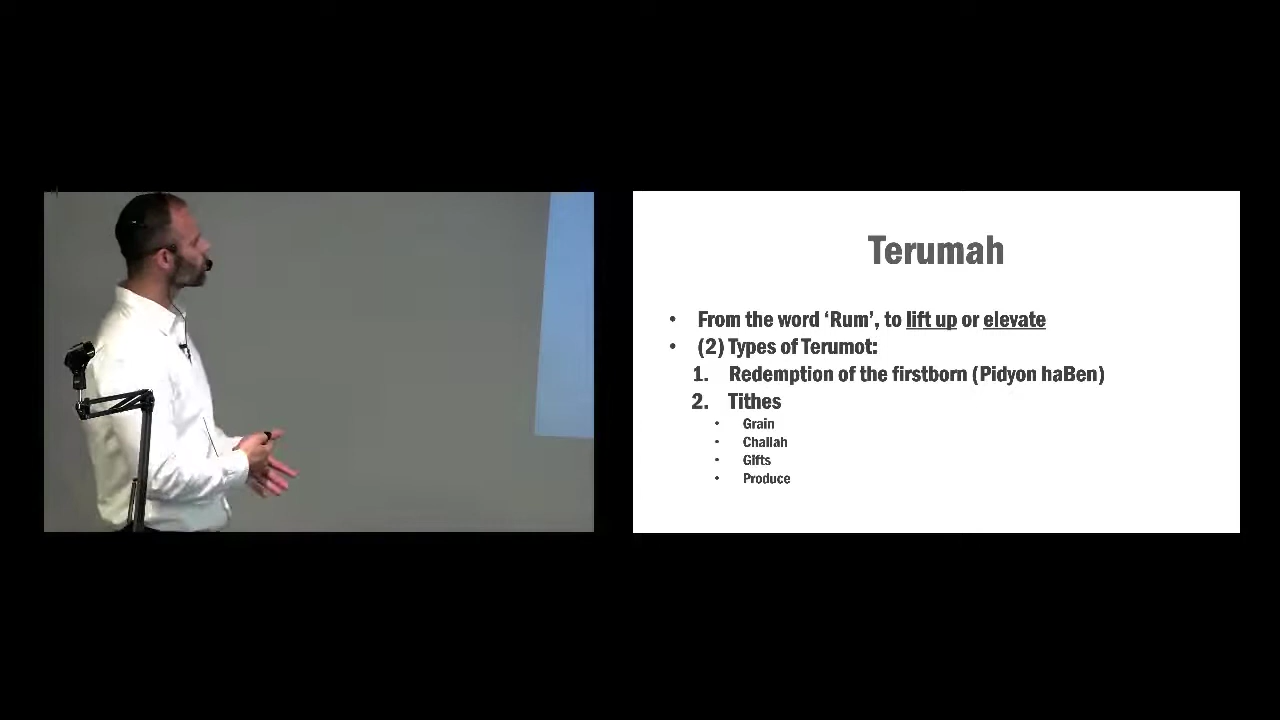 Terumah
• From the word ‘Rum’, to lift up or elevate
• (2) Types of Terumot:
1. Redemption of the firstborn (Pidyon haBen)
2. Tithes
• Grain
• Challah
• Gifts
• Produce